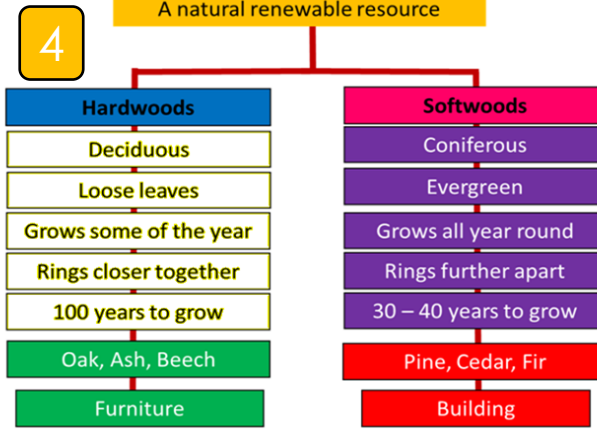 A natural renewable resource
4
Hardwoods
Deciduous
Loose leaves
Grows some of the year
Rings closer together
100 years to grow
Oak, Ash, Beech
Furniture
Softwoods
Coniferous
Evergreen
Grows all year round
Rings further apart
30 – 40 years to grow
Pine, Cedar, Fir
Building